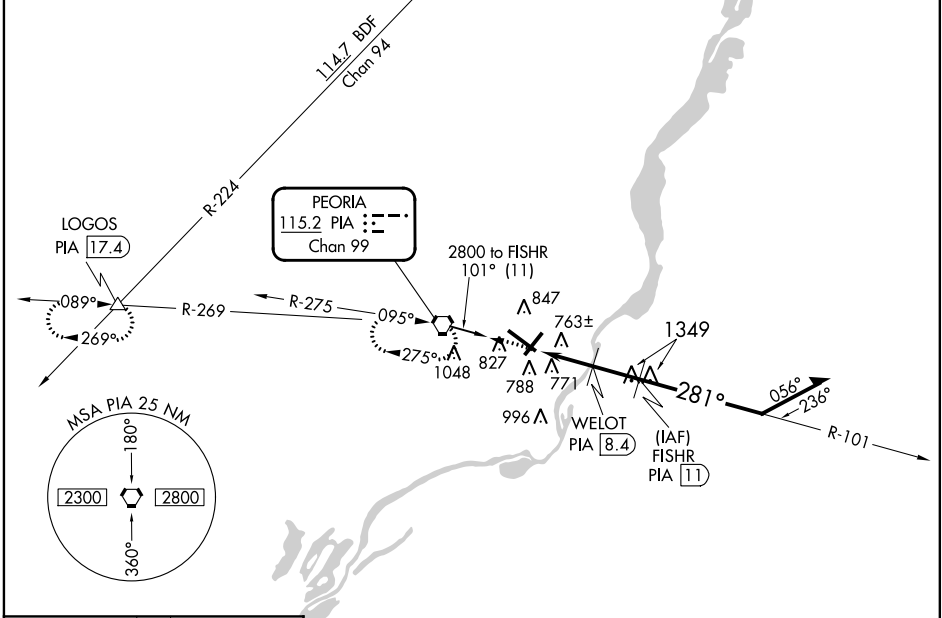 114.7 BDF
Chan 94
R-224
PEORIA
115.2 PIA
Chan 99
LOGOS
PIA 17.4
2800 to FISHR
101° (11)
089°
R-269
R-275
095°
847
763±
1349
269°
275°
1048
827
788
771
281°
056°
236°
996
WELOT
PIA 8.4
(IAF)
FISHR
PIA 11
R-101
MSA PIA 25 NM
180°
2300
2800
360°